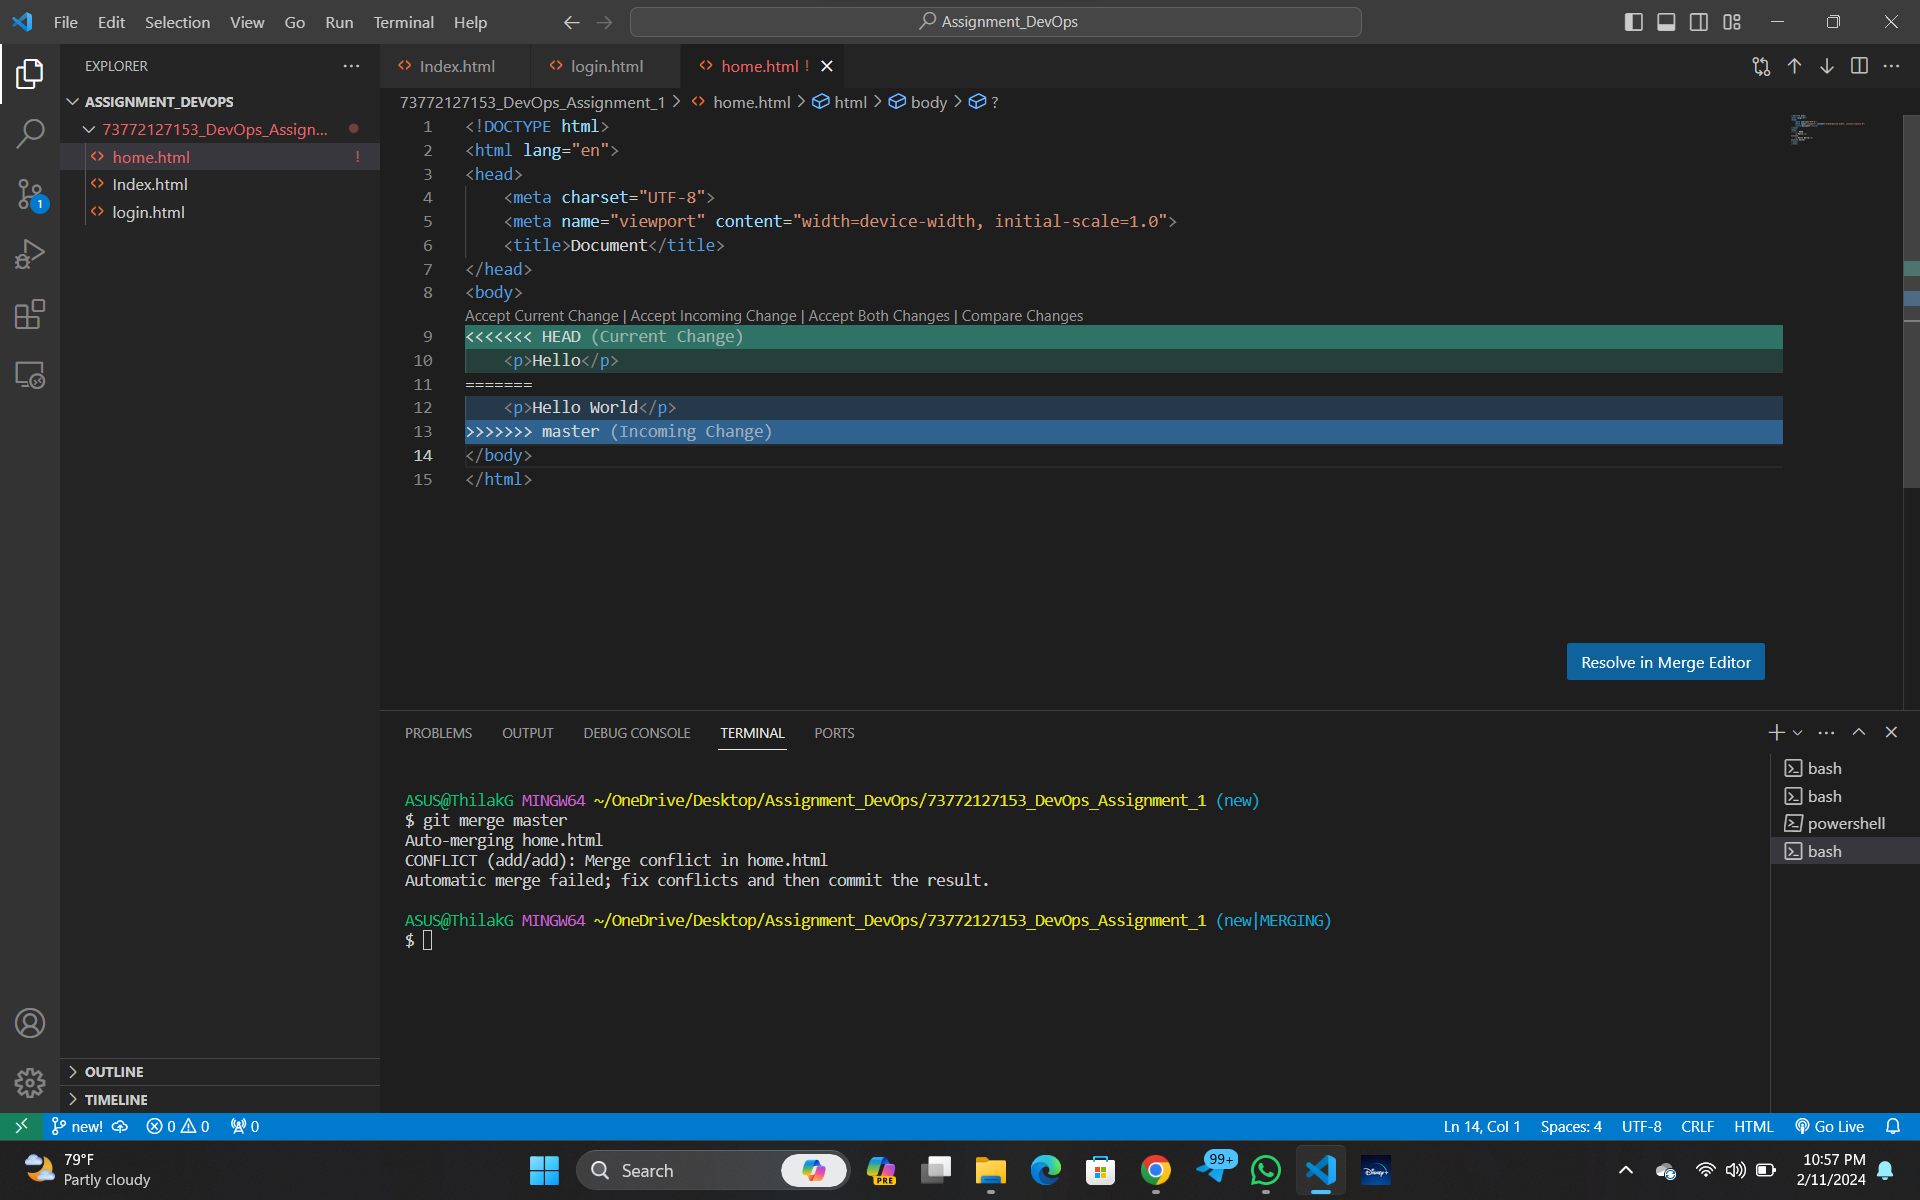 File Edit Selection View Go Run Terminal Help
Assignment_DevOps
EXPLORER
ASSIGNMENT_DEVOPS
73772127153_DevOps_Assign...
home.html !
Index.html
login.html
OUTLINE
TIMELINE
Index.html login.html home.html !
73772127153_DevOps_Assignment_1 > home.html > html > body > ?
1 <!DOCTYPE html>
2 <html lang="en">
3 <head>
4 <meta charset="UTF-8">
5 <meta name="viewport" content="width=device-width, initial-scale=1.0">
6 <title>Document</title>
7 </head>
8 <body>
Accept Current Change | Accept Incoming Change | Accept Both Changes | Compare Changes
9 <<<<<<< HEAD (Current Change)
10 <p>Hello</p>
11 =======
12 <p>Hello World</p>
13 >>>>>>> master (Incoming Change)
14 </body>
15 </html>
Resolve in Merge Editor
PROBLEMS OUTPUT DEBUG CONSOLE TERMINAL PORTS
ASUS@ThilakG MINGW64 ~/OneDrive/Desktop/Assignment_DevOps/73772127153_DevOps_Assignment_1 (new)
$ git merge master
Auto-merging home.html
CONFLICT (add/add): Merge conflict in home.html
Automatic merge failed; fix conflicts and then commit the result.
ASUS@ThilakG MINGW64 ~/OneDrive/Desktop/Assignment_DevOps/73772127153_DevOps_Assignment_1 (new|MERGING)
$
bash
bash
powershell
bash
1
new! 0 0 0
Ln 14, Col 1 Spaces: 4 UTF-8 CRLF HTML Go Live
79°F
Partly cloudy
Search
PRE
99+
Disney+
10:57 PM
2/11/2024